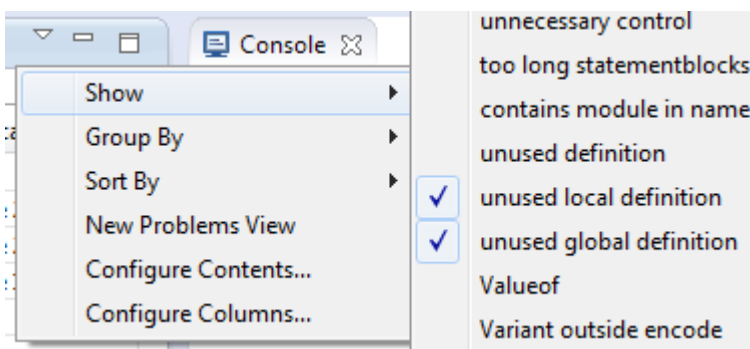 Console
Show
Group By
Sort By
New Problems View
Configure Contents...
Configure Columns...
unnecessary control
too long statementblocks
contains module in name
unused definition
unused local definition
unused global definition
Valueof
Variant outside encode